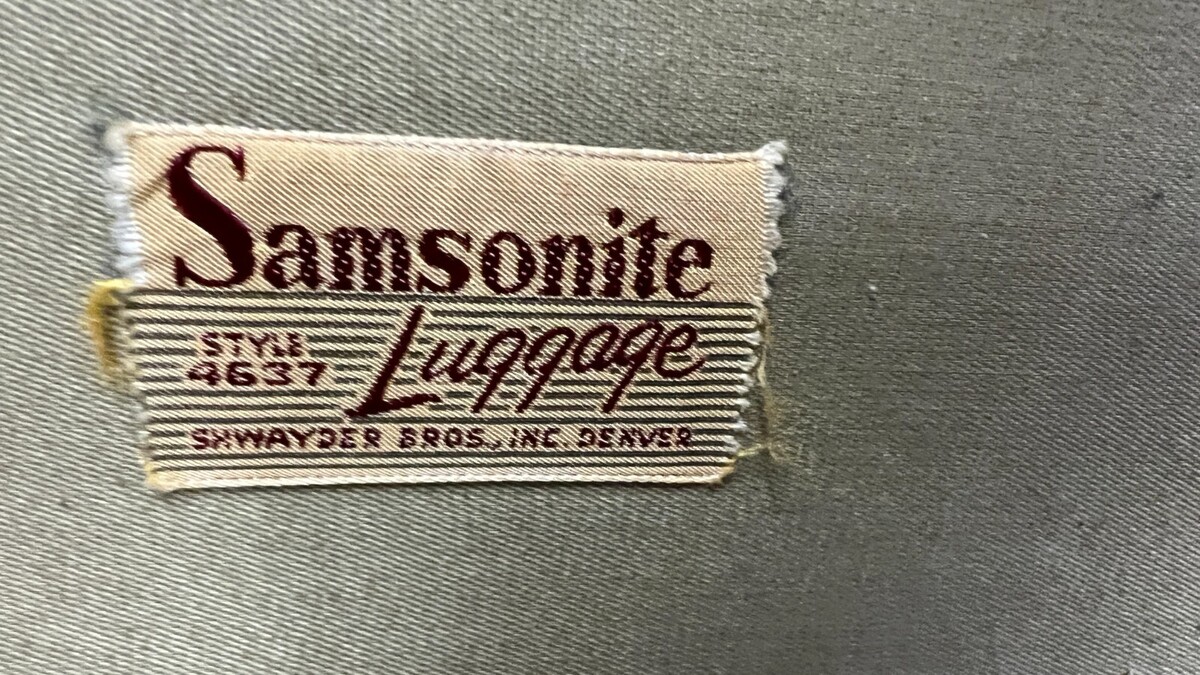 Samsonite
STYLE
4637
Luggage
SHWAYDER BROS., INC. DENVER